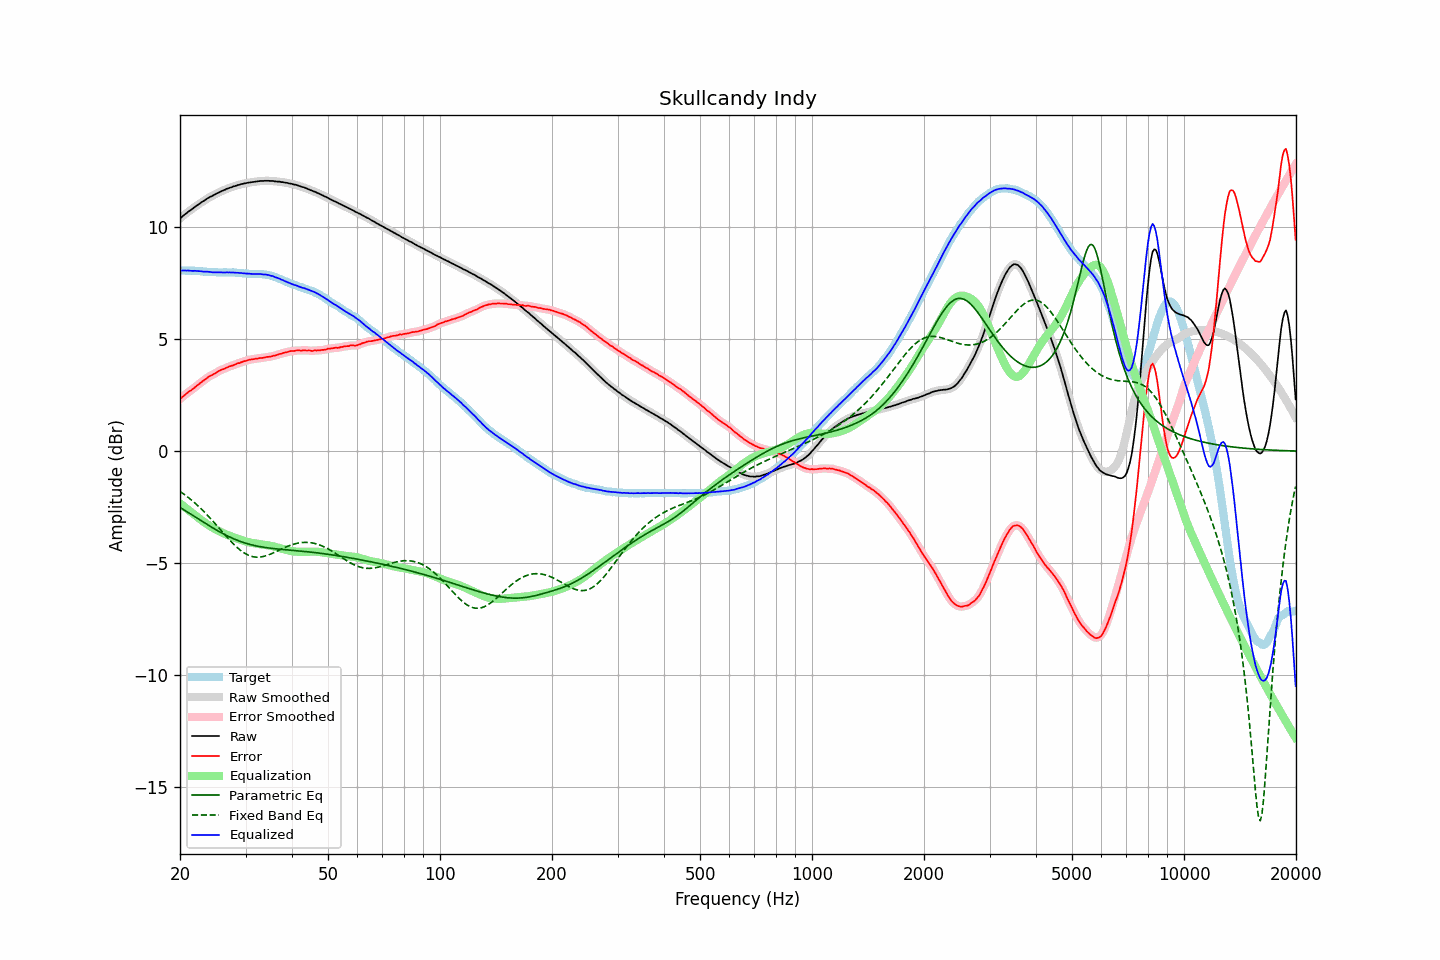 Skullcandy Indy
Amplitude (dBr)
10
5
0
−5
−10
−15
Target
Raw Smoothed
Error Smoothed
Raw
Error
Equalization
Parametric Eq
Fixed Band Eq
Equalized
20 50 100 200 500 1000 2000 5000 10000 20000
Frequency (Hz)